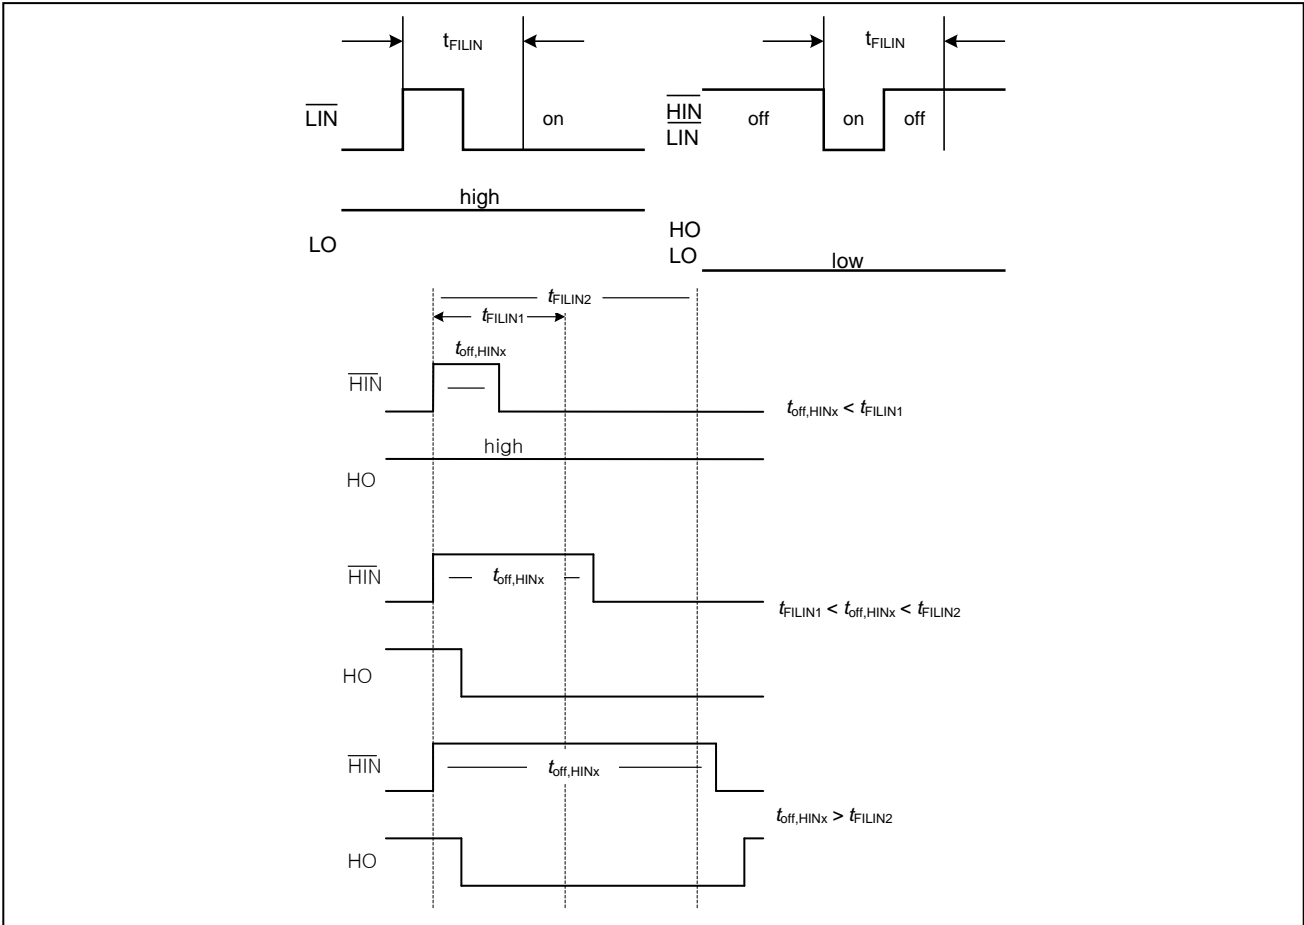 tFILIN
tFILIN
LIN
on
HIN
LIN
off
on
off
high
LO
HO
LO
low
tFILIN2
tFILIN1
toff,HINx
HIN
toff,HINx < tFILIN1
high
HO
HIN
toff,HINx
tFILIN1 < toff,HINx < tFILIN2
HO
HIN
toff,HINx
toff,HINx > tFILIN2
HO